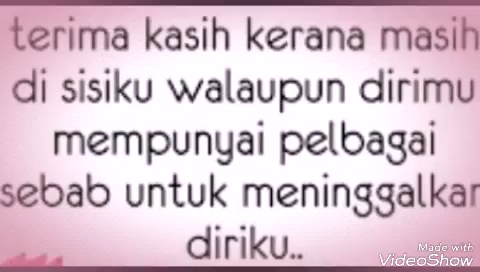 terima kasih kerana masih
di sisiku walaupun dirimu
mempunyai pelbagai
sebab untuk meninggalkan
diriku..
Made with
VideoShow